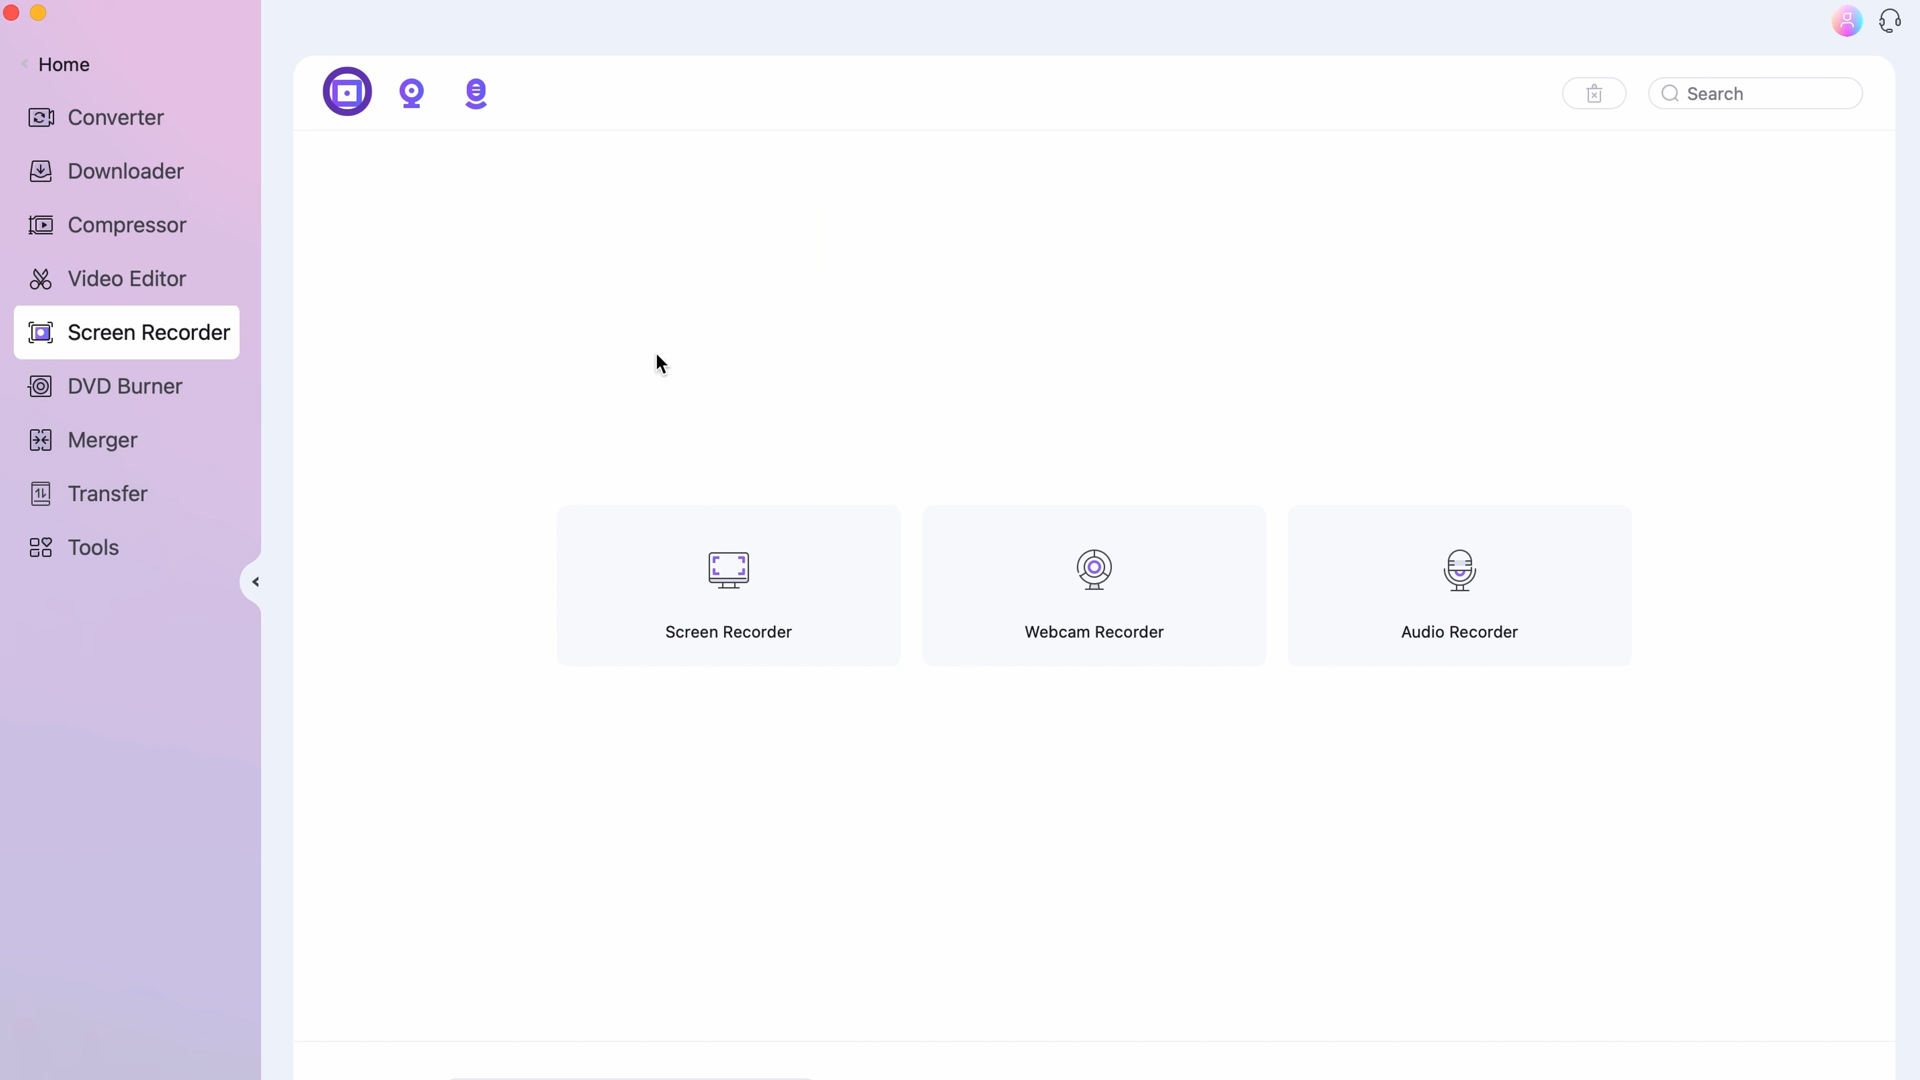 Home
Converter
Downloader
Compressor
Video Editor
Screen Recorder
DVD Burner
Merger
Transfer
Tools
Search
Screen Recorder
Webcam Recorder
Audio Recorder